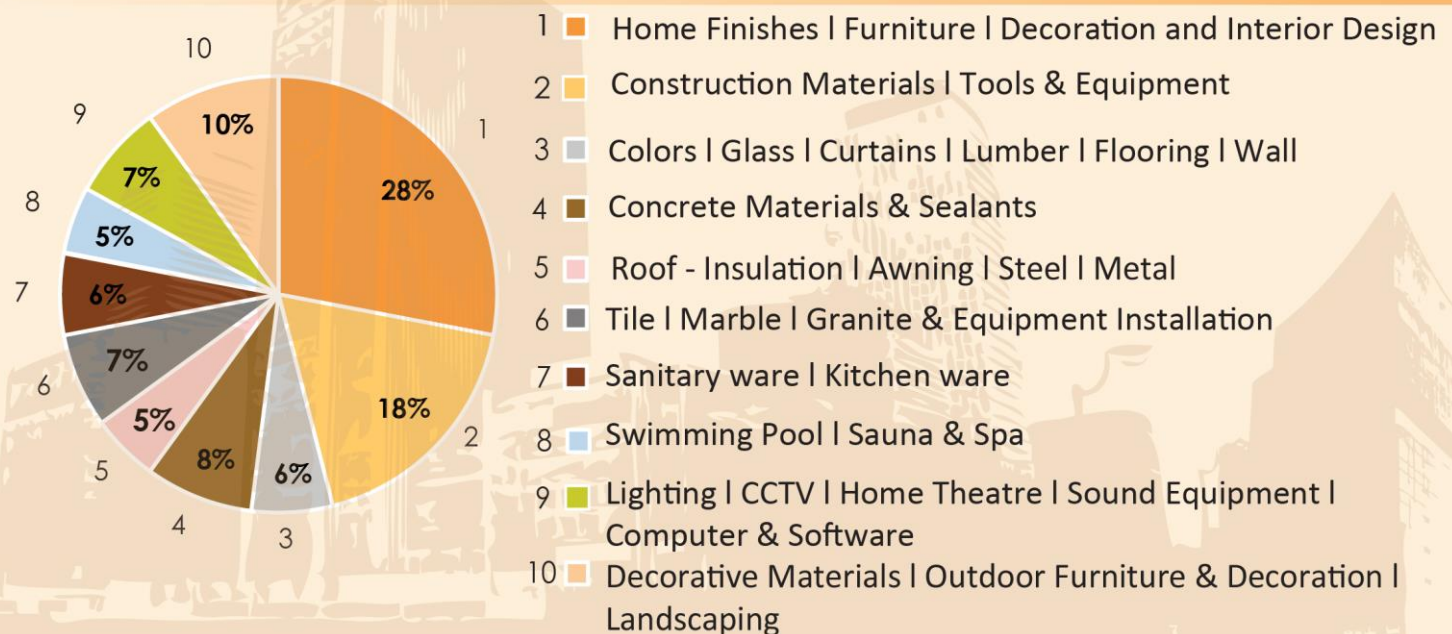 10
9
8
7
6
5
4
3
2
1
10%
7%
5%
6%
7%
5%
8%
6%
18%
28%
1 Home Finishes l Furniture l Decoration and Interior Design
2 Construction Materials l Tools & Equipment
3 Colors l Glass l Curtains l Lumber l Flooring l Wall
4 Concrete Materials & Sealants
5 Roof - Insulation l Awning l Steel l Metal
6 Tile l Marble l Granite & Equipment Installation
7 Sanitary ware l Kitchen ware
8 Swimming Pool l Sauna & Spa
9 Lighting l CCTV l Home Theatre l Sound Equipment l
Computer & Software
10 Decorative Materials l Outdoor Furniture & Decoration l
Landscaping